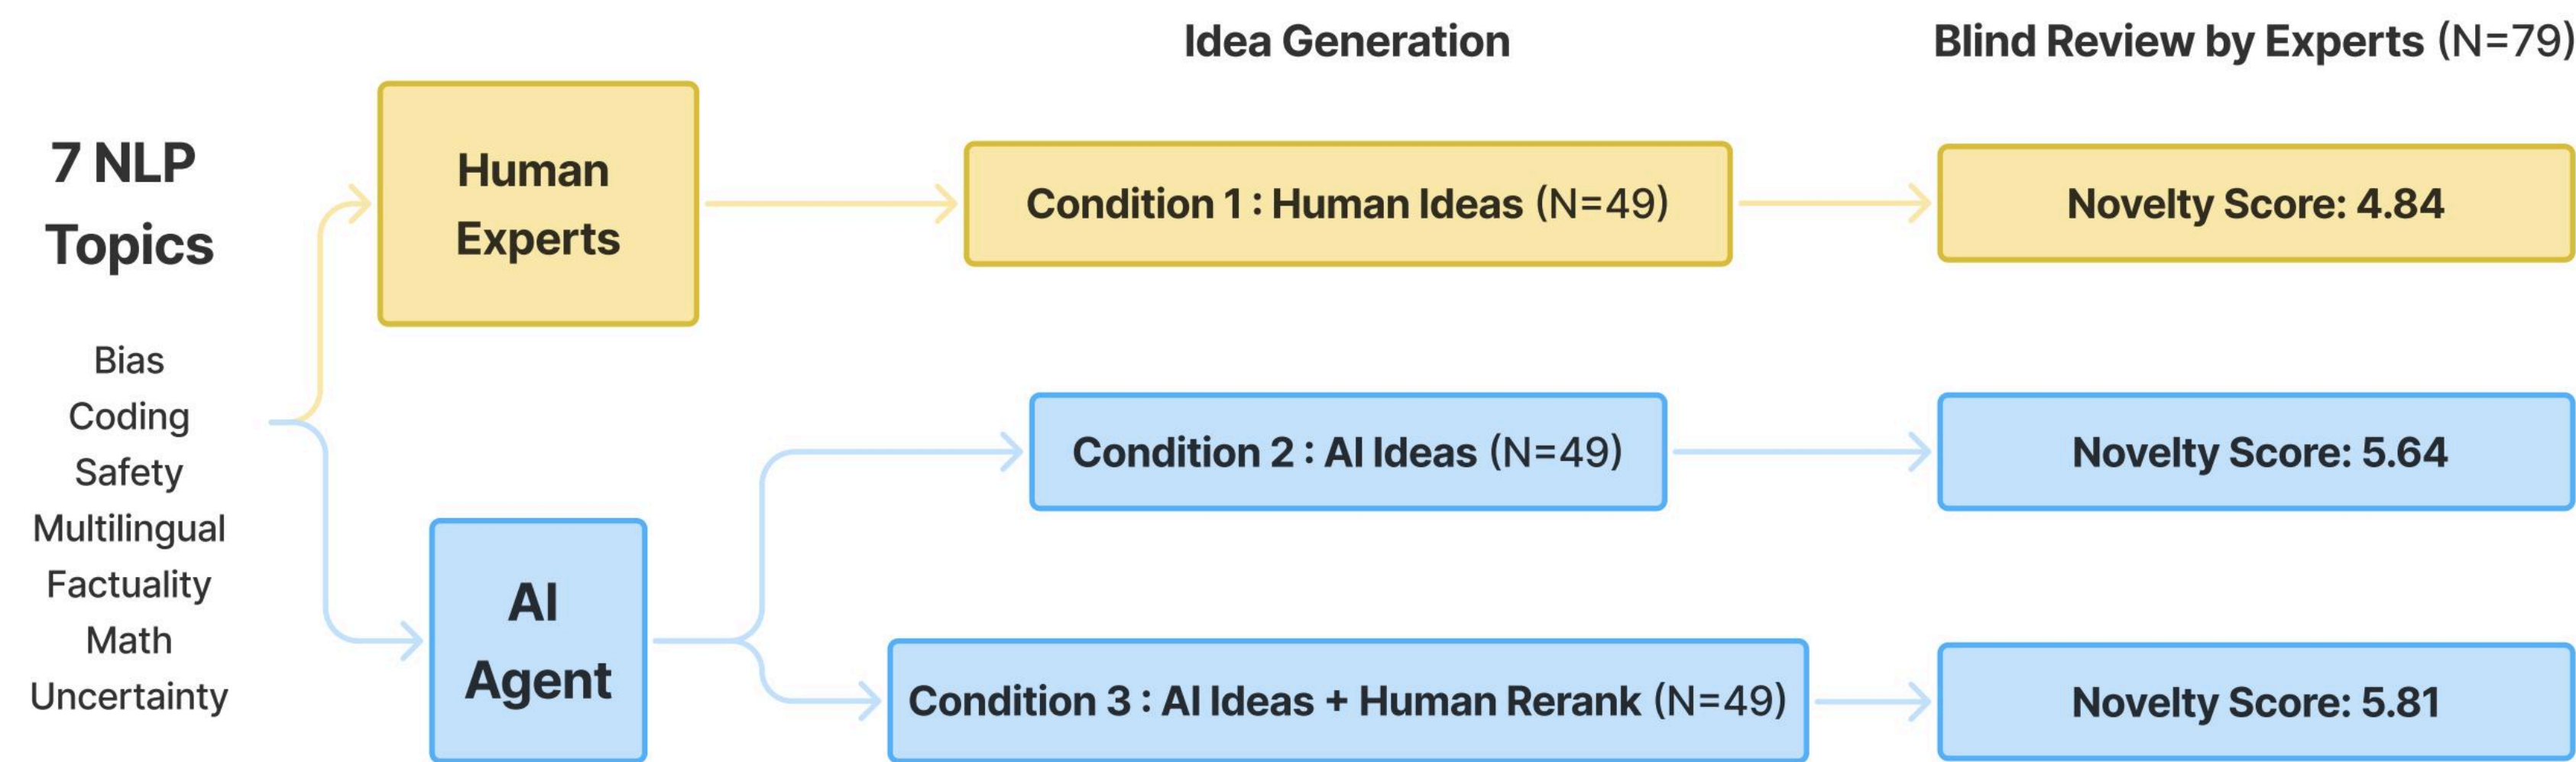 Idea Generation
Blind Review by Experts (N=79)
7 NLP
Topics
Bias
Coding
Safety
Multilingual
Factuality
Math
Uncertainty
Human
Experts
Condition 1 : Human Ideas (N=49)
Novelty Score: 4.84
AI
Agent
Condition 2 : AI Ideas (N=49)
Novelty Score: 5.64
Condition 3 : AI Ideas + Human Rerank (N=49)
Novelty Score: 5.81